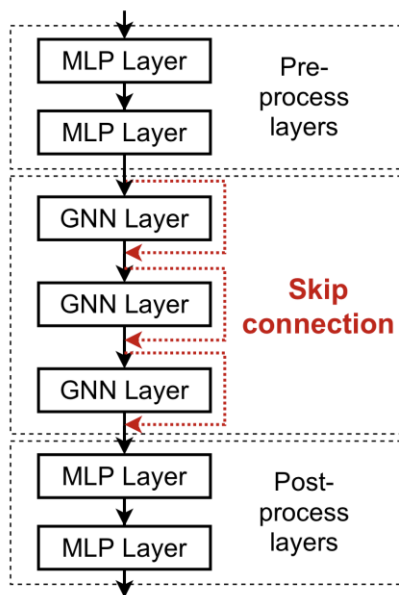 MLP Layer
MLP Layer
Pre-
process
layers
GNN Layer
GNN Layer
GNN Layer
Skip
connection
MLP Layer
MLP Layer
Post-
process
layers